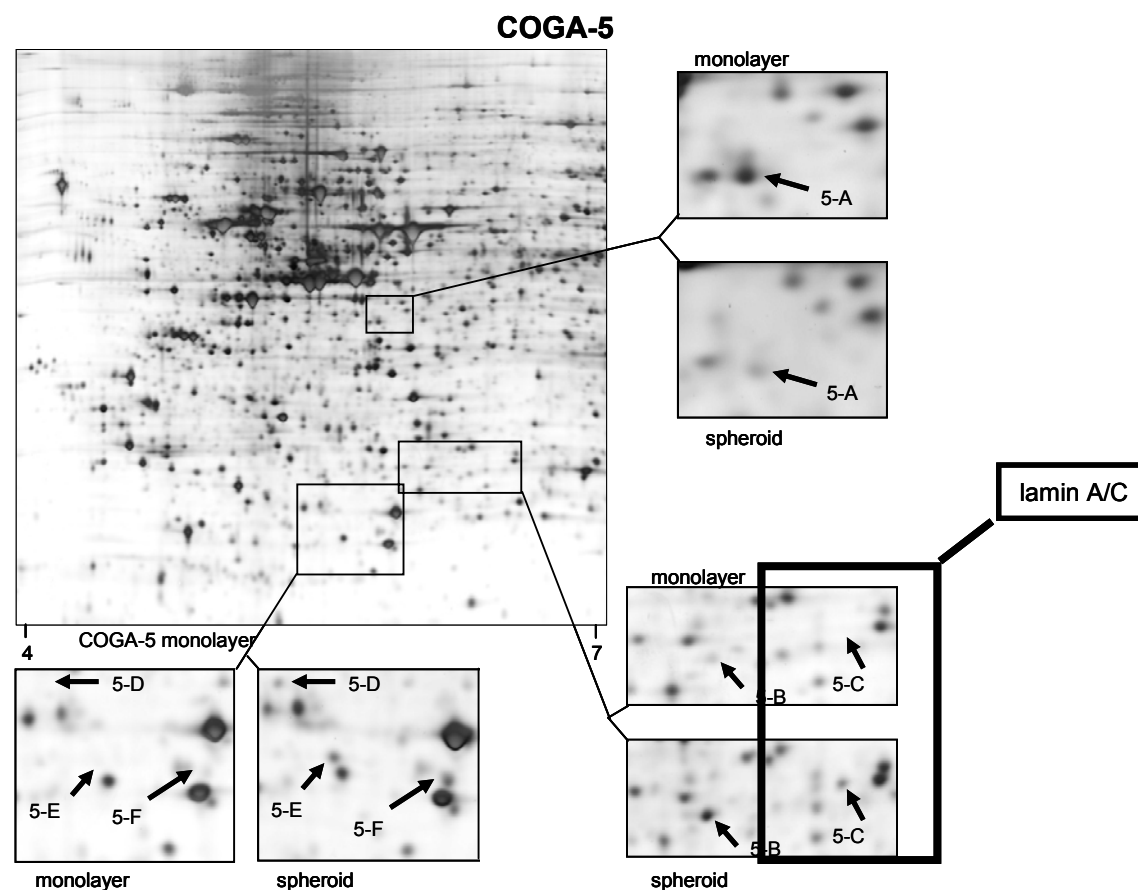 COGA-5
monolayer
5-A
5-A
spheroid
lamin A/C
monolayer
5-B
5-C
5-B
5-C
spheroid
4
COGA-5 monolayer
7
5-D
5-E
5-F
monolayer
5-D
5-E
5-F
spheroid